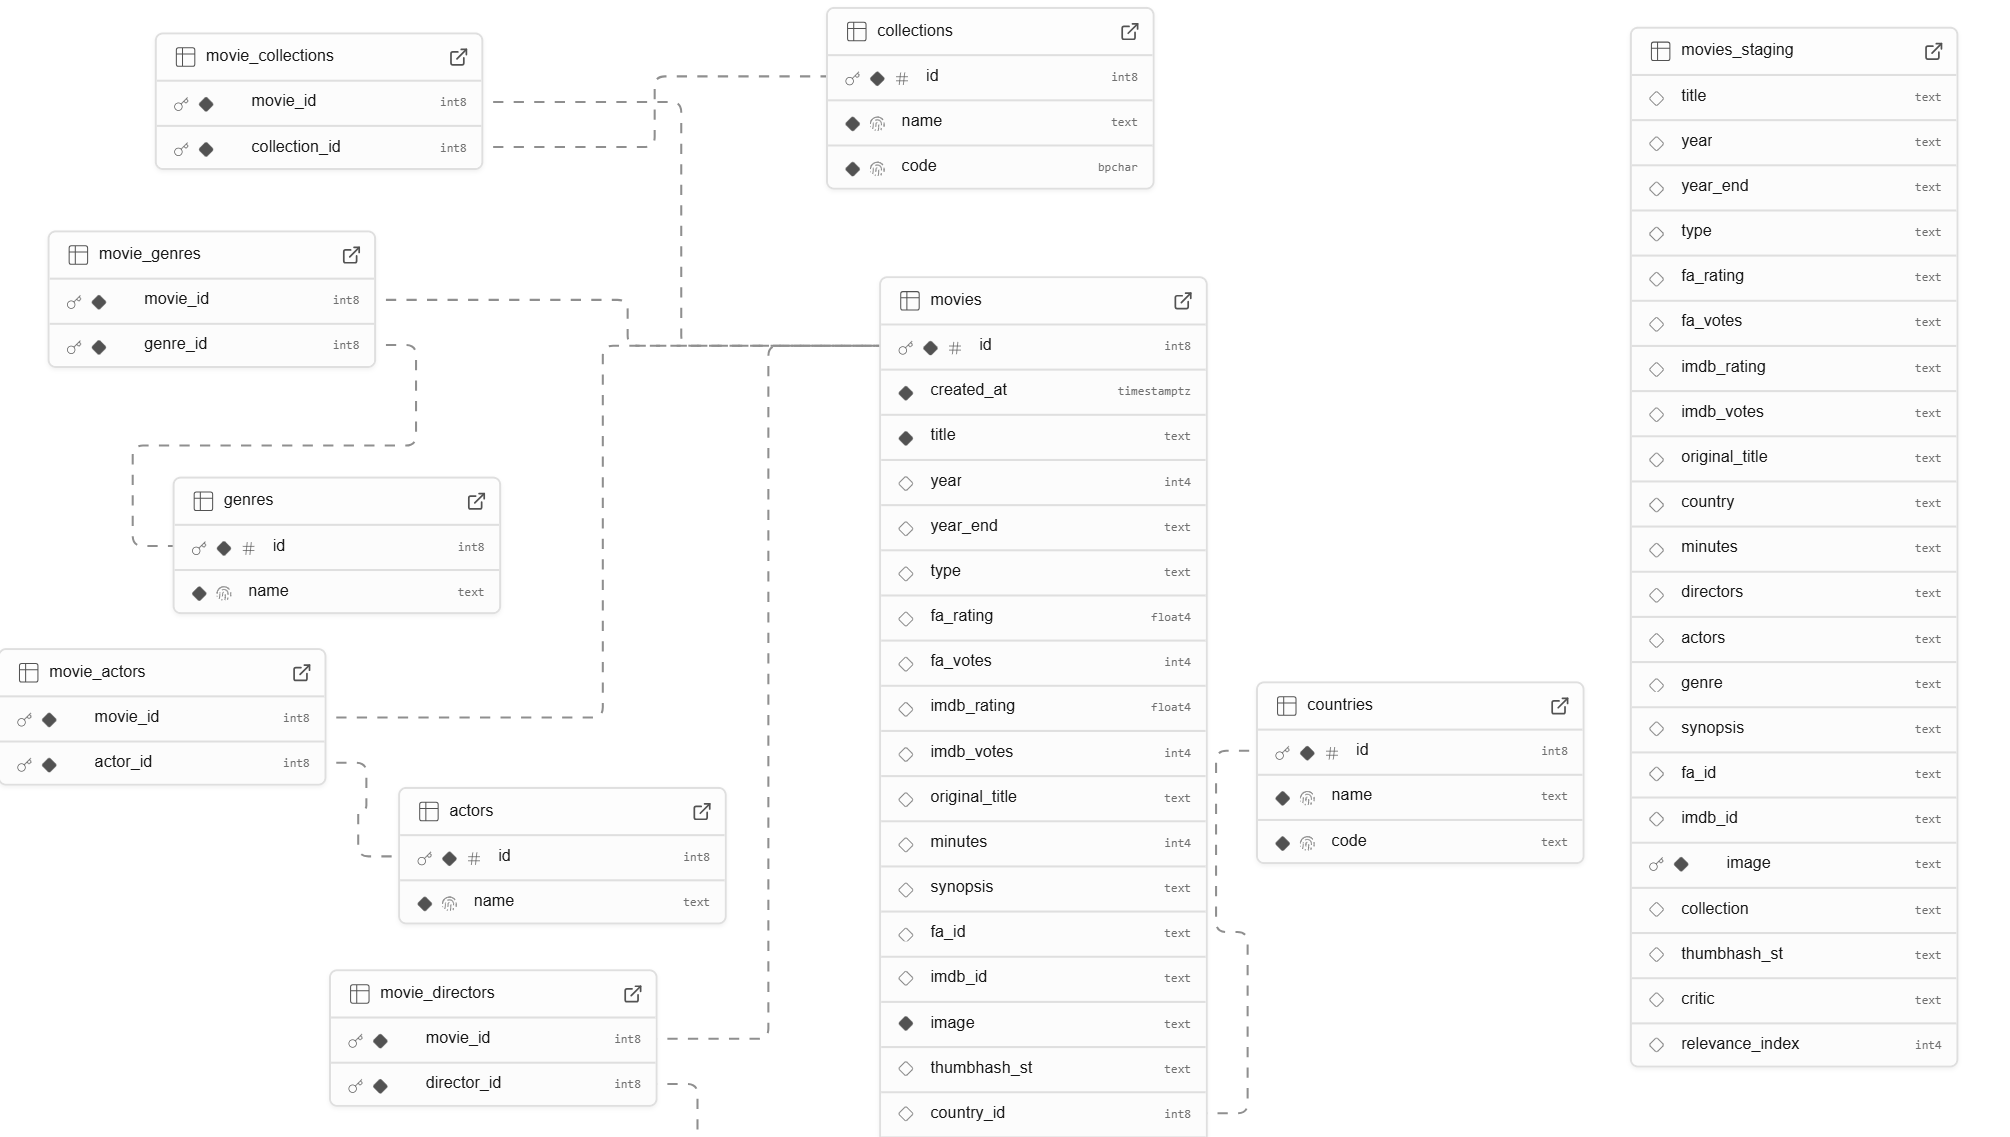 movie_collections
movie_id int8
collection_id int8
collections
id int8
name text
code bpchar
movies_staging
title text
year text
year_end text
type text
fa_rating text
fa_votes text
imdb_rating text
imdb_votes text
original_title text
country text
minutes text
directors text
actors text
genre text
synopsis text
fa_id text
imdb_id text
image text
collection text
thumbhash_st text
critic text
relevance_index int4
movie_genres
movie_id int8
genre_id int8
movies
id int8
created_at timestamptz
title text
year int4
year_end text
type text
fa_rating float4
fa_votes int4
imdb_rating float4
imdb_votes int4
original_title text
minutes int4
synopsis text
fa_id text
imdb_id text
image text
thumbhash_st text
country_id int8
genres
id int8
name text
movie_actors
movie_id int8
actor_id int8
countries
id int8
name text
code text
actors
id int8
name text
movie_directors
movie_id int8
director_id int8